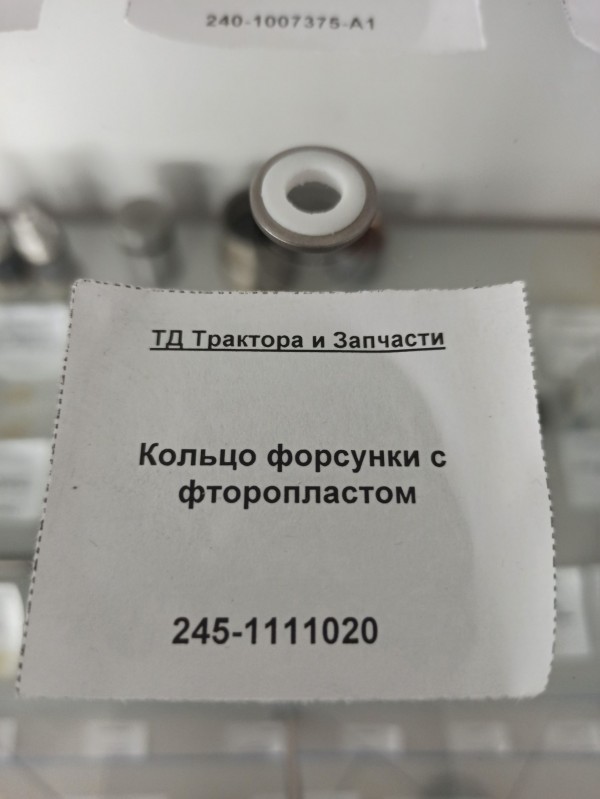 240-1007375-А1
ТД Трактора и Запчасти
Кольцо форсунки с
фторопластом
245-1111020